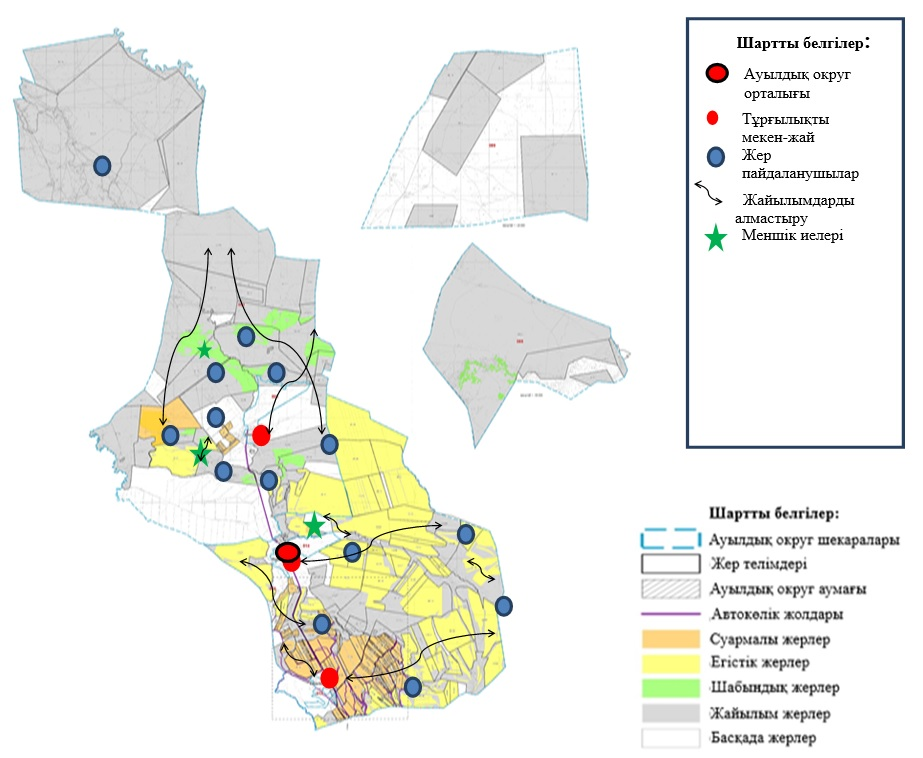 Шартты белгілер:
Ауылдық округ
орталығы
Тұрғылықты
мекен-жай
Жер
пайдаланушылар
Жайылымдарды
алмастыру
Меншік иелері
Шартты белгілер:
Ауылдық округ шекаралары
Жер телімдері
Ауылдық округ аумағы
Автокөлік жолдары
Суармалы жерлер
Егістік жерлер
Шабындық жерлер
Жайылым жерлер
Басқада жерлер